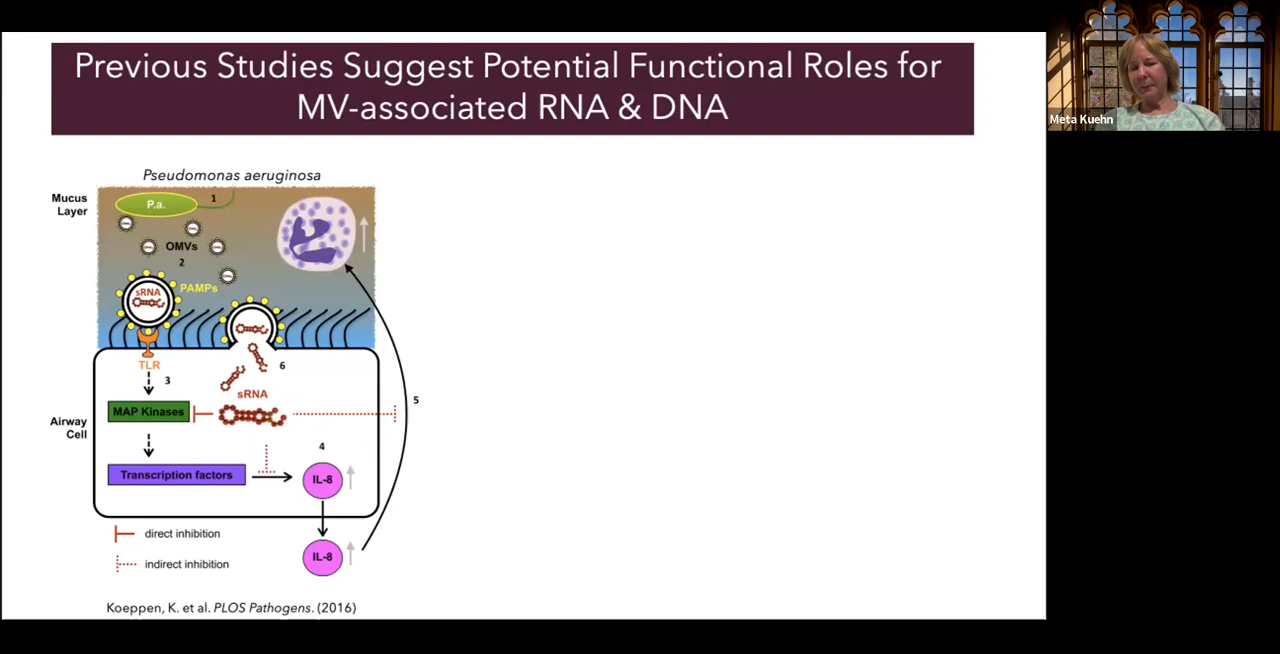 Previous Studies Suggest Potential Functional Roles for
MV-associated RNA & DNA
Meta Kuehn
Pseudomonas aeruginosa
Mucus
Layer
P.a.
1
OMVs
2
sRNA
PAMPs
TLR
3
6
sRNA
MAP Kinases
5
Airway
Cell
4
Transcription factors
IL-8
direct inhibition
IL-8
indirect inhibition
Koeppen, K. et al. PLOS Pathogens. (2016)